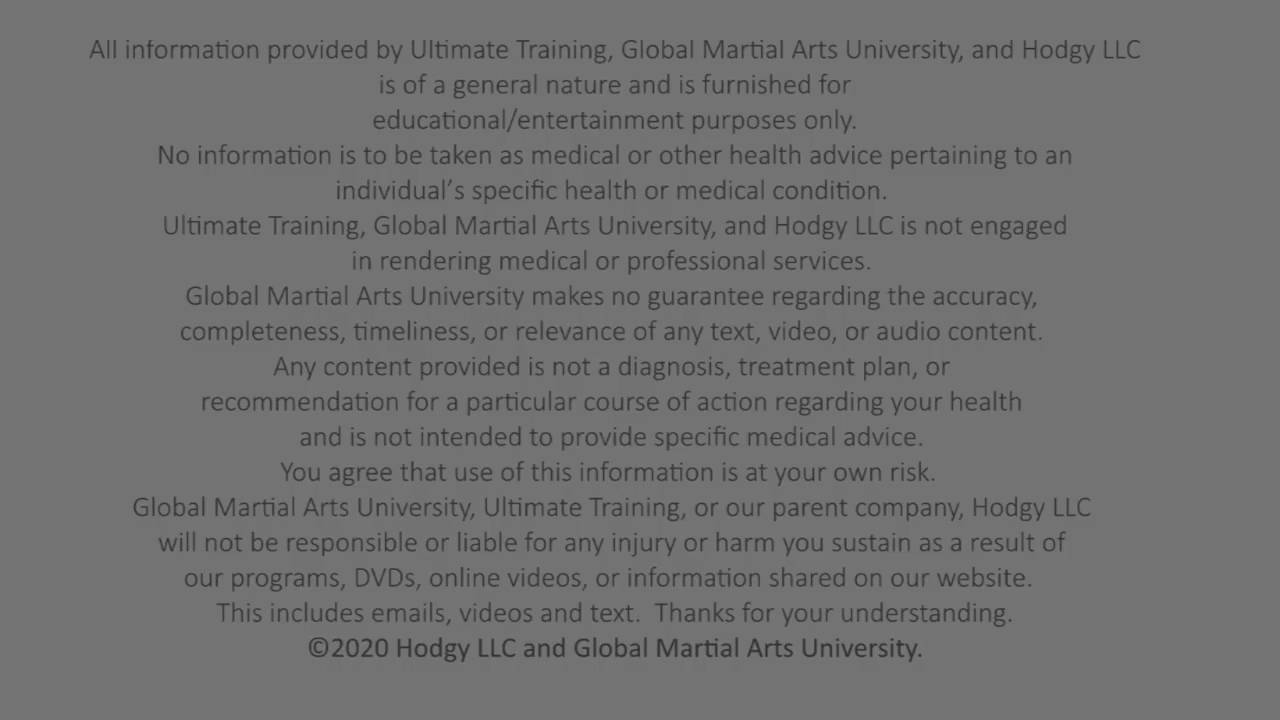 All information provided by Ultimate Training, Global Martial Arts University, and Hodgy LLC
is of a general nature and is furnished for
educational/entertainment purposes only.
No information is to be taken as medical or other health advice pertaining to an
individual’s specific health or medical condition.
Ultimate Training, Global Martial Arts University, and Hodgy LLC is not engaged
in rendering medical or professional services.
Global Martial Arts University makes no guarantee regarding the accuracy,
completeness, timeliness, or relevance of any text, video, or audio content.
Any content provided is not a diagnosis, treatment plan, or
recommendation for a particular course of action regarding your health
and is not intended to provide specific medical advice.
You agree that use of this information is at your own risk.
Global Martial Arts University, Ultimate Training, or our parent company, Hodgy LLC
will not be responsible or liable for any injury or harm you sustain as a result of
our programs, DVDs, online videos, or information shared on our website.
This includes emails, videos and text.  Thanks for your understanding.
©2020 Hodgy LLC and Global Martial Arts University.